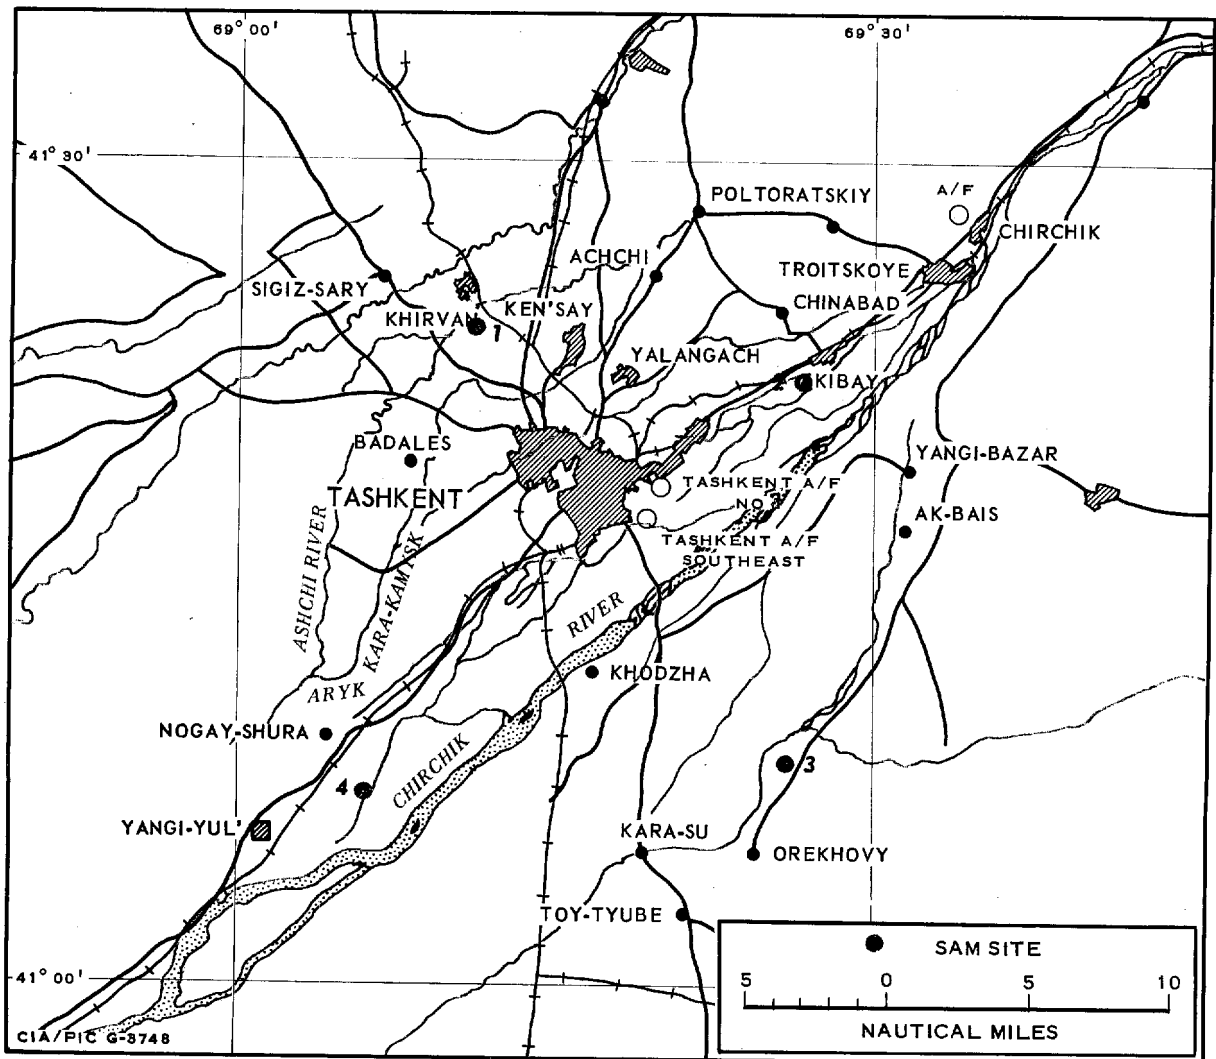 69° 00'
69° 30'
41° 30'
POLTORATSKIY
A/F
CHIRCHIK
ACHCHI
TROITSKOYE
SIGIZ-SARY
KEN'SAY
CHINABAD
KHIRVAN
1
YALANGACH
2
KIBAY
BADALES
YANGI-BAZAR
TASHKENT
TASHKENT A/F
NO
AK-BAIS
TASHKENT A/F
SOUTHEAST
ASHCHI RIVER
KARA-KAMYSK
RIVER
KHODZHA
ARYK
NOGAY-SHURA
3
4
CHIRCHIK
YANGI-YUL'
KARA-SU
OREKHOVY
TOY-TYUBE
SAM SITE
41° 00'
5 0 5 10
NAUTICAL MILES
CIA/PIC G-3748